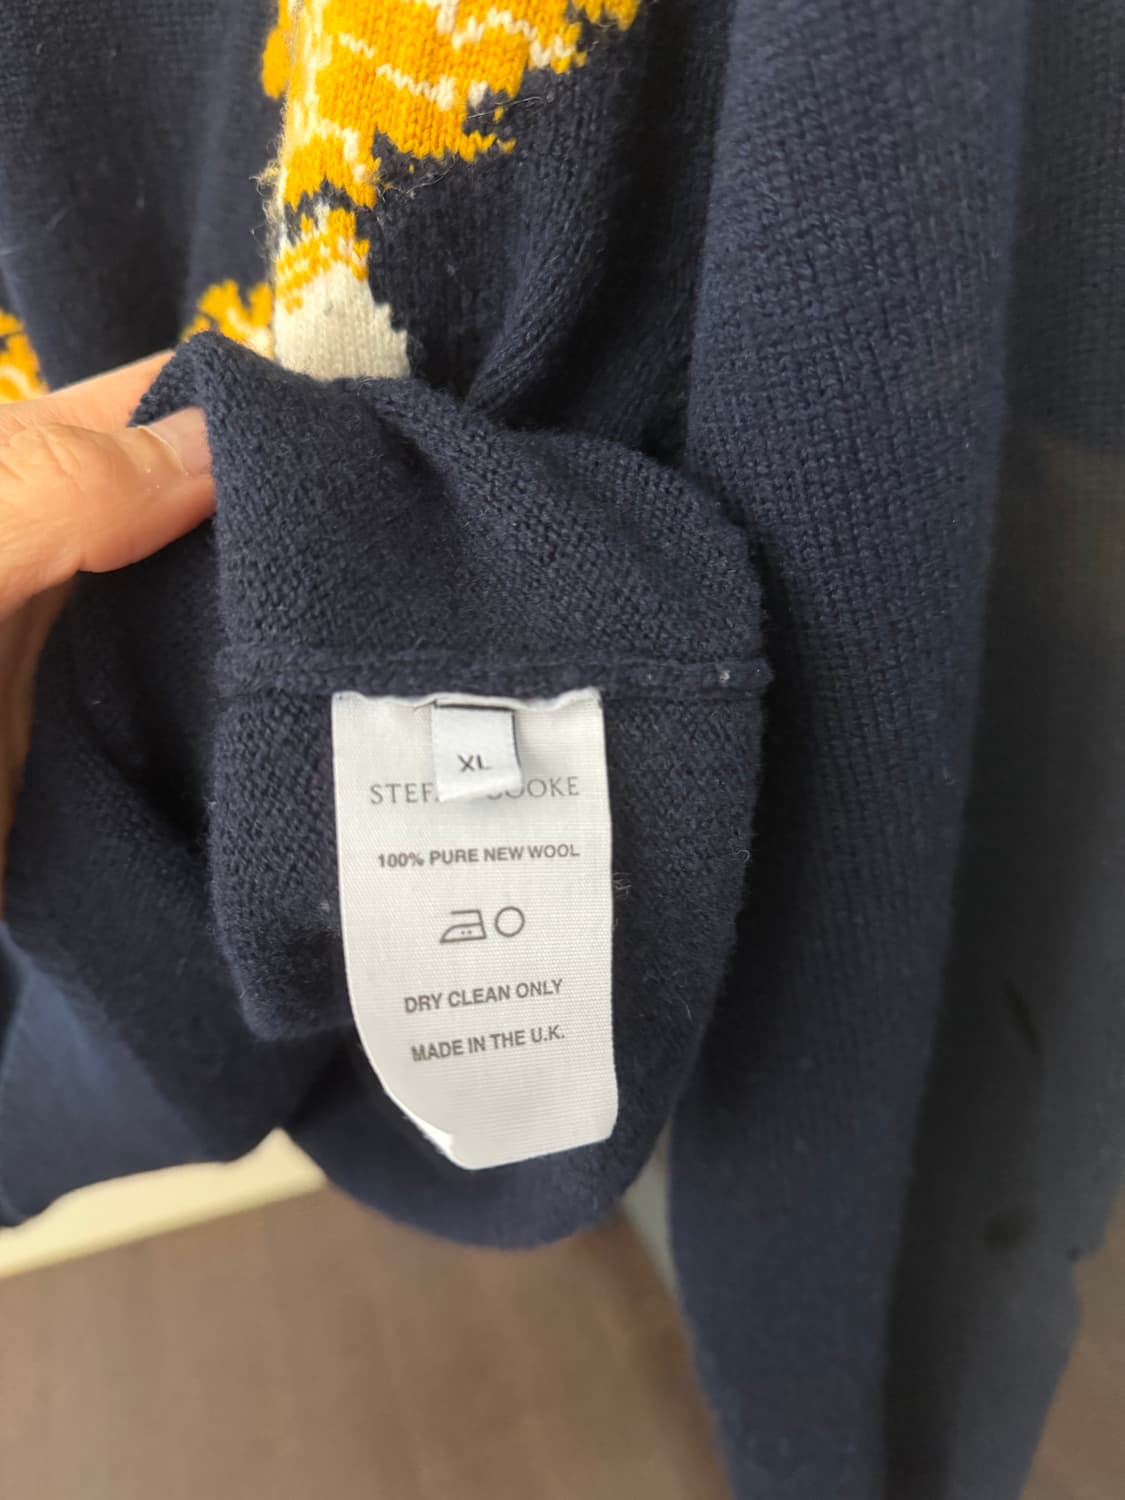 XL
100% PURE NEW WOOL
DRY CLEAN ONLY
MADE IN THE U.K.